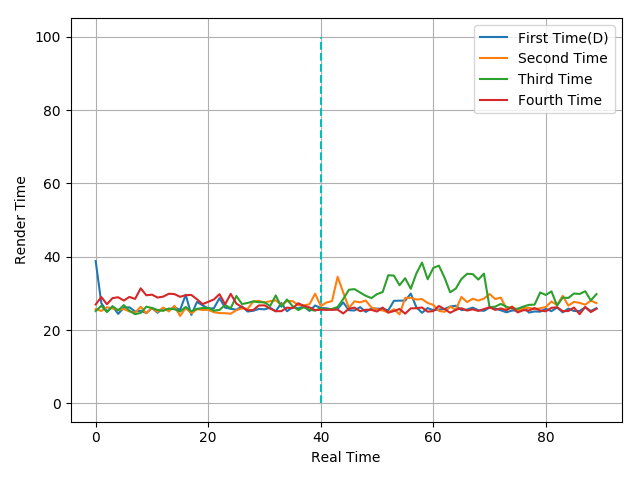 100
80
60
40
20
0
Render Time
First Time(D)
Second Time
Third Time
Fourth Time
0 20 40 60 80
Real Time